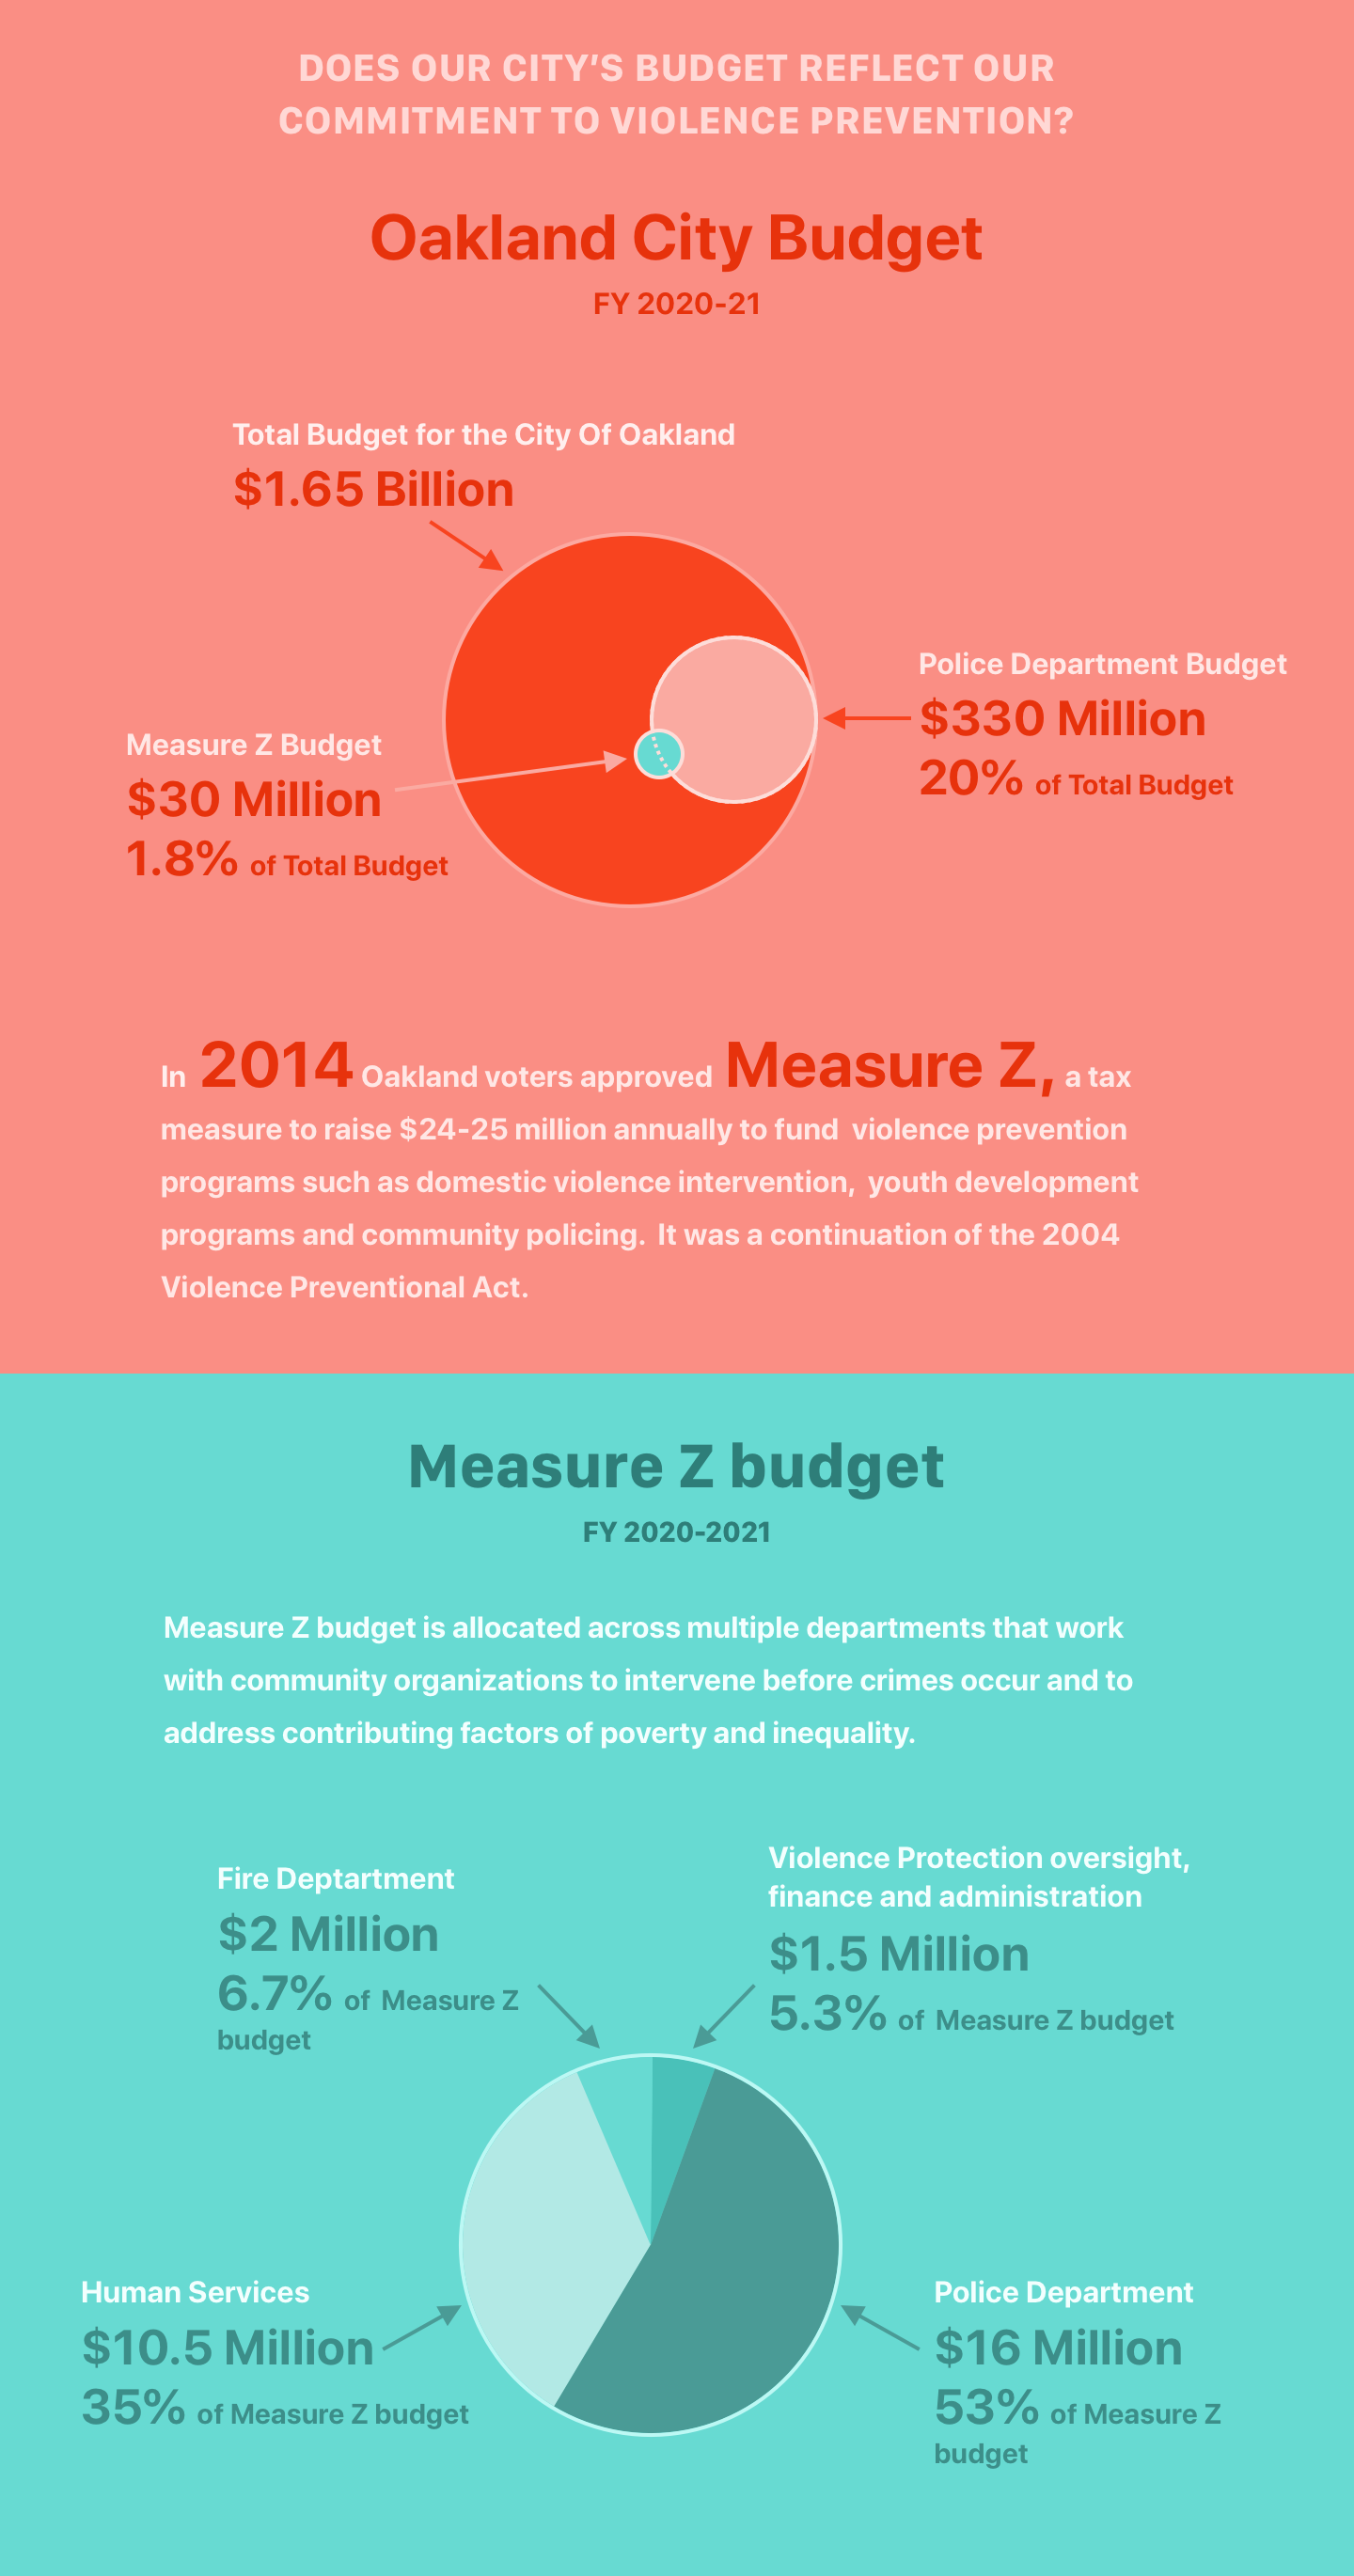 DOES OUR CITY'S BUDGET REFLECT OUR
COMMITMENT TO VIOLENCE PREVENTION?
Oakland City Budget
FY 2020-21
Total Budget for the City Of Oakland
$1.65 Billion
Police Department Budget
$330 Million
20% of Total Budget
Measure Z Budget
$30 Million
1.8% of Total Budget
In 2014 Oakland voters approved Measure Z, a tax
measure to raise $24-25 million annually to fund violence prevention
programs such as domestic violence intervention, youth development
programs and community policing. It was a continuation of the 2004
Violence Preventional Act.
Measure Z budget
FY 2020-2021
Measure Z budget is allocated across multiple departments that work
with community organizations to intervene before crimes occur and to
address contributing factors of poverty and inequality.
Fire Deptartment
$2 Million
6.7% of Measure Z
budget
Violence Protection oversight,
finance and administration
$1.5 Million
5.3% of Measure Z budget
Human Services
$10.5 Million
35% of Measure Z budget
Police Department
$16 Million
53% of Measure Z
budget